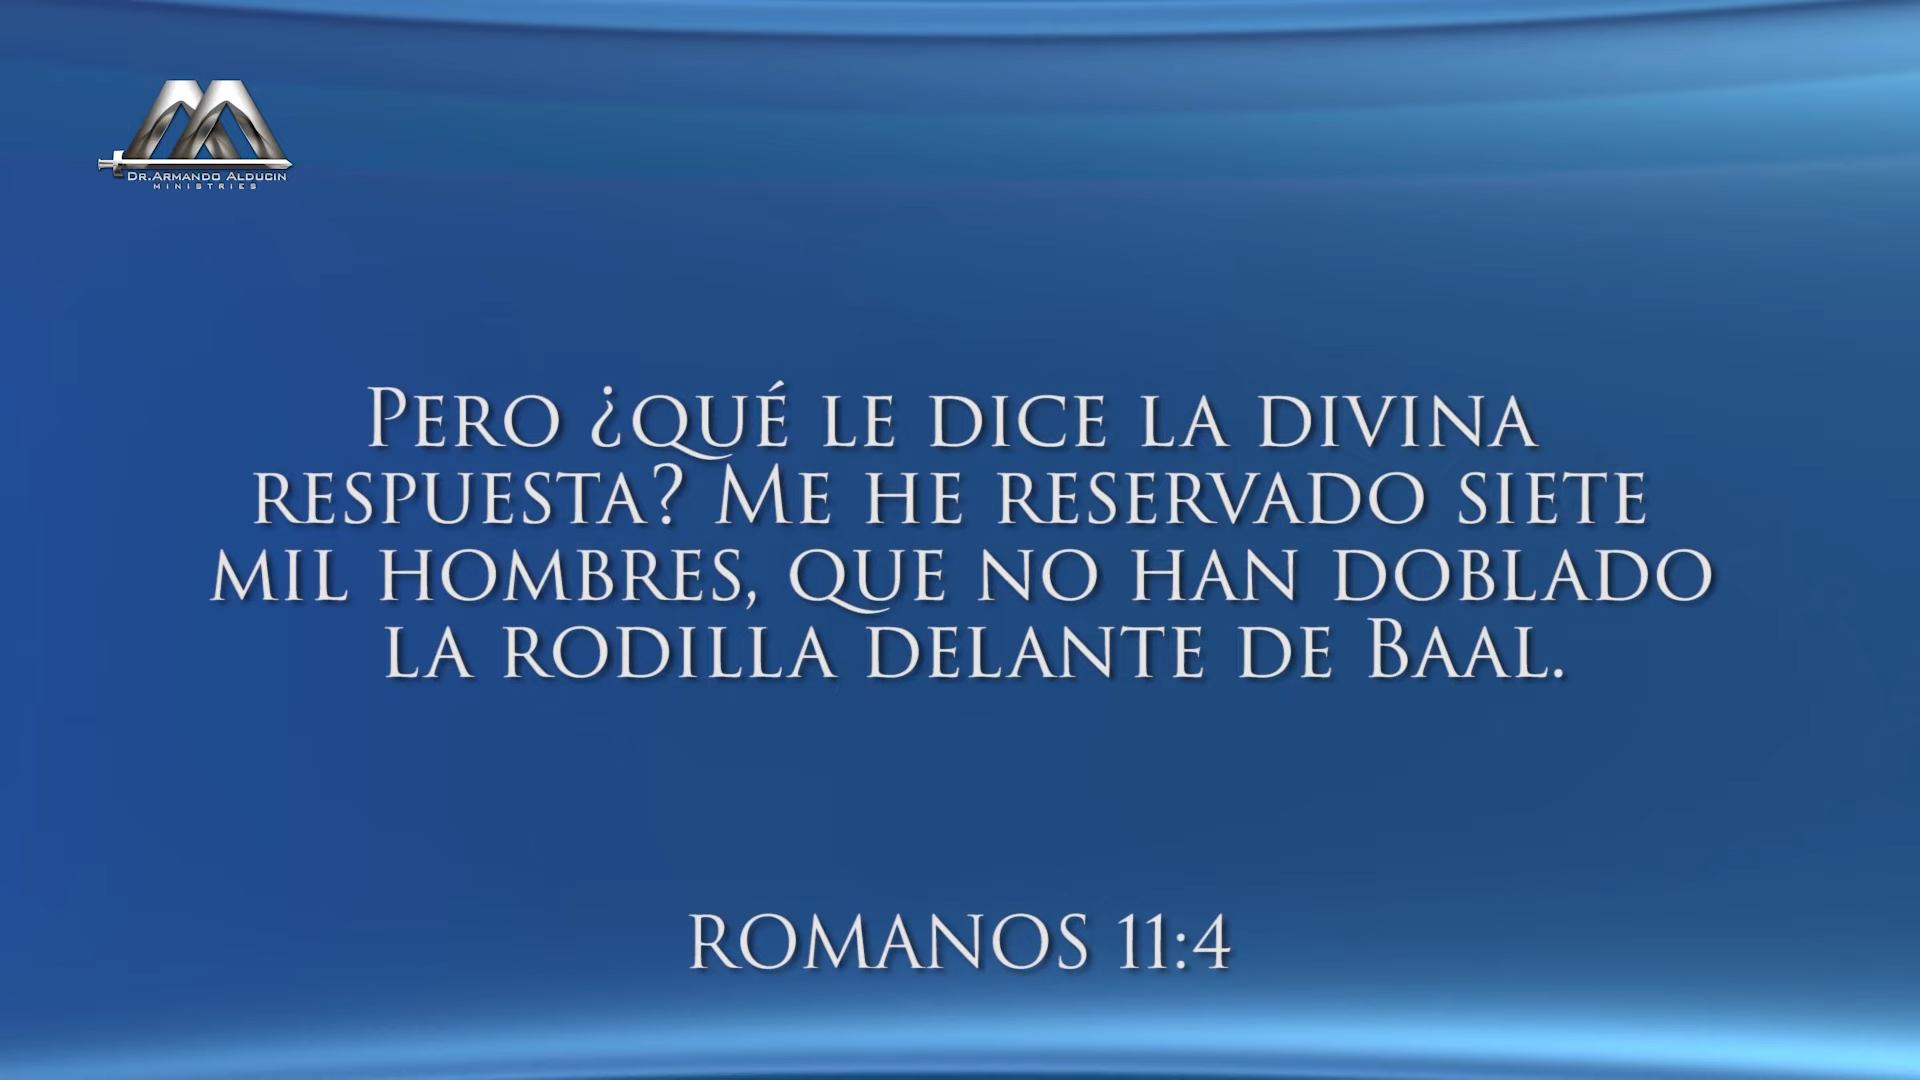 Dr. Armando Alducin
MINISTRIES
Pero ¿qué le dice la divina
respuesta? Me he reservado siete
mil hombres, que no han doblado
la rodilla delante de Baal.
ROMANOS 11:4